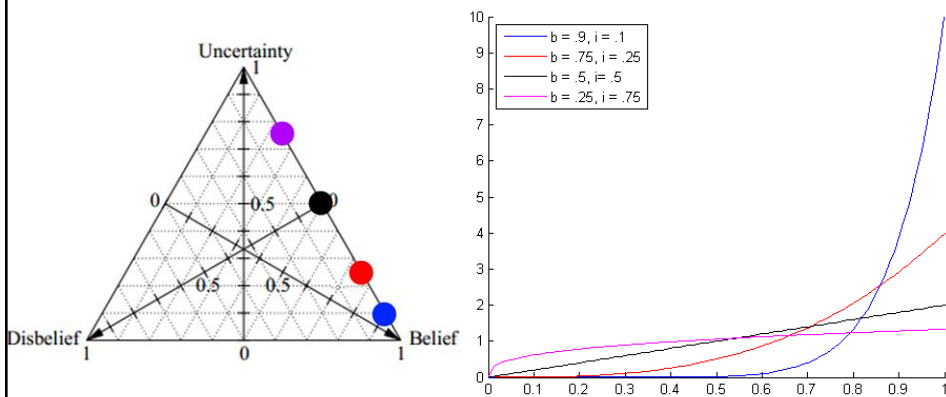 Uncertainty
1
0
0.5
0
0.5
0.5
Disbelief
Belief
1
0
1
10
9
8
7
6
5
4
3
2
1
0
b = .9, i = .1
b = .75, i = .25
b = .5, i= .5
b = .25, i = .75
0 0.1 0.2 0.3 0.4 0.5 0.6 0.7 0.8 0.9 1